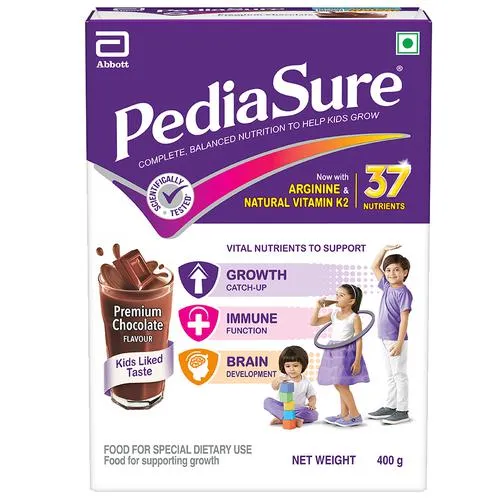 Abbott
PediaSure®
COMPLETE, BALANCED NUTRITION TO HELP KIDS GROW
SCIENTIFICALLY
TESTED
Now with
ARGININE &
NATURAL VITAMIN K2
37
NUTRIENTS
VITAL NUTRIENTS TO SUPPORT
GROWTH
CATCH-UP
IMMUNE
FUNCTION
BRAIN
DEVELOPMENT
Premium
Chocolate
FLAVOUR
Kids Liked
Taste
FOOD FOR SPECIAL DIETARY USE
Food for supporting growth
NET WEIGHT 400 g